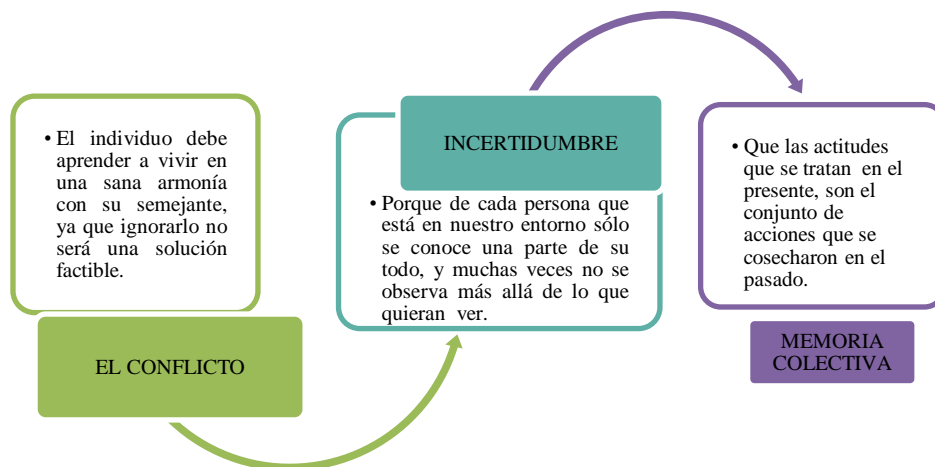 • El individuo debe
aprender a vivir en
una sana armonía
con su semejante,
ya que ignorarlo no
será una solución
factible.
EL CONFLICTO
INCERTIDUMBRE
• Porque de cada persona que
está en nuestro entorno sólo
se conoce una parte de su
todo, y muchas veces no se
observa más allá de lo que
quieran ver.
• Que las actitudes
que se tratan en el
presente, son el
conjunto de
acciones que se
cosecharon en el
pasado.
MEMORIA
COLECTIVA